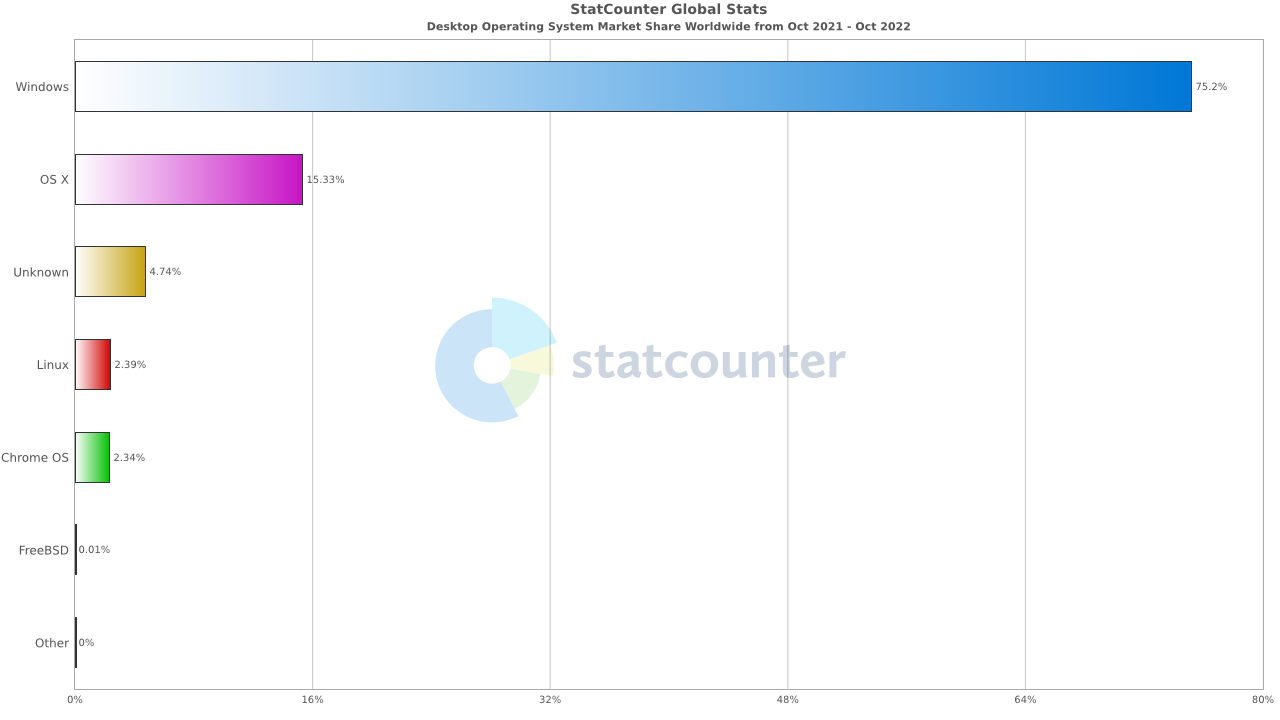 StatCounter Global Stats
Desktop Operating System Market Share Worldwide from Oct 2021 - Oct 2022
Windows 75.2%
OS X 15.33%
Unknown 4.74%
statcounter
Linux 2.39%
Chrome OS 2.34%
FreeBSD 0.01%
Other 0%
0% 16% 32% 48% 64% 80%